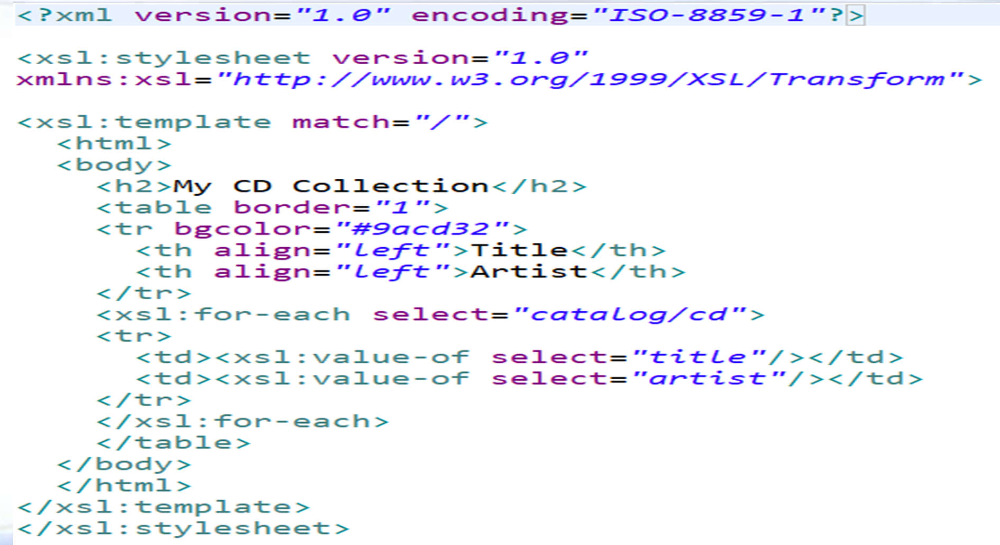 <?xml version="1.0" encoding="ISO-8859-1"?>
<xsl:stylesheet version="1.0"
xmlns:xsl="http://www.w3.org/1999/XSL/Transform">
<xsl:template match="/">
<html>
<body>
<h2>My CD Collection</h2>
<table border="1">
<tr bgcolor="#9acd32">
<th align="left">Title</th>
<th align="left">Artist</th>
</tr>
<xsl:for-each select="catalog/cd">
<tr>
<td><xsl:value-of select="title"/></td>
<td><xsl:value-of select="artist"/></td>
</tr>
</xsl:for-each>
</table>
</body>
</html>
</xsl:template>
</xsl:stylesheet>